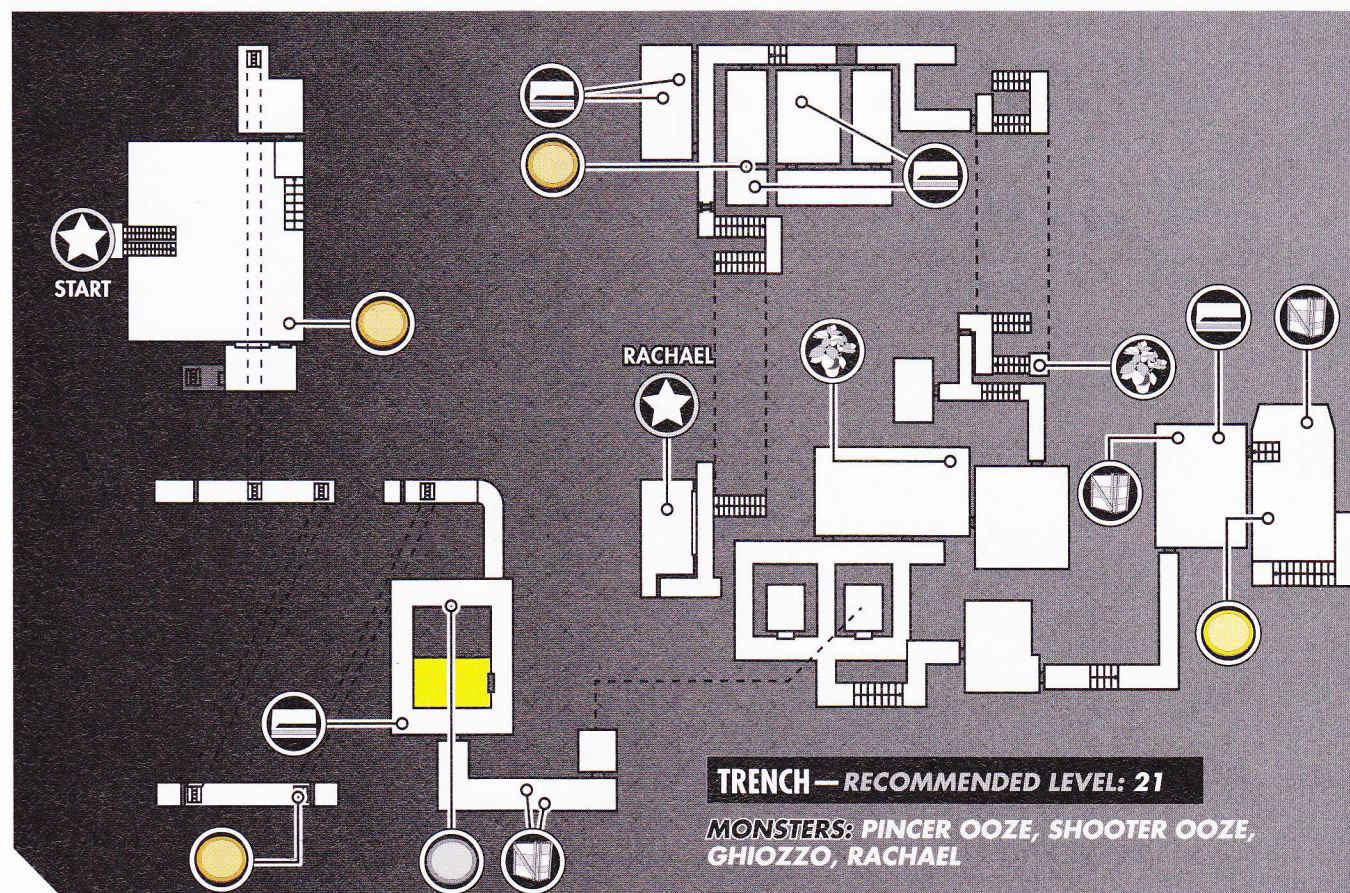 START
RACHAEL
TRENCH — RECOMMENDED LEVEL: 21
MONSTERS: PINCER OOZE, SHOOTER OOZE,
GHIOZZO, RACHAEL